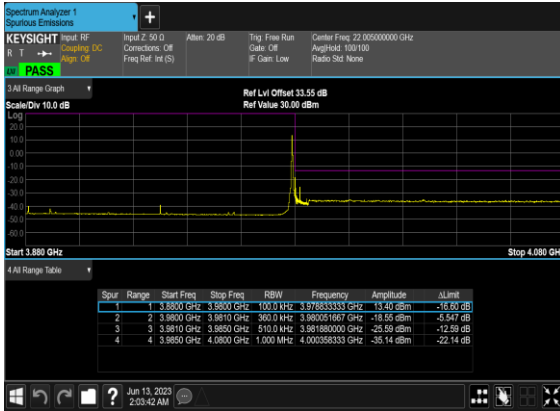 Spectrum Analyzer 1
Spurious Emissions
+
KEYSIGHT Input: RF Input Z: 50 Ω Atten: 20 dB Trig: Free Run Center Freq: 22.005000000 GHz
R T Coupling: DC Corrections: Off Gate: Off Avg|Hold: 100/100
Align: Off Freq Ref: Int (S) IF Gain: Low Radio Std: None
PASS
3 All Range Graph
Ref Lvl Offset 33.55 dB
Scale/Div 10.0 dB Ref Value 30.00 dBm
Log
20.0
10.0
0.00
-10.0
-20.0
-30.0
-40.0
-50.0
-60.0
Start 3.880 GHz Stop 4.080 GHz
4 All Range Table
Spur Range Start Freq Stop Freq RBW Frequency Amplitude ΔLimit
1 1 3.8800 GHz 3.9800 GHz 100.0 kHz 3.978833333 GHz 13.40 dBm -16.60 dB
2 2 3.9800 GHz 3.9810 GHz 360.0 kHz 3.980051667 GHz -18.55 dBm -5.547 dB
3 3 3.9810 GHz 3.9850 GHz 510.0 kHz 3.981880000 GHz -25.59 dBm -12.59 dB
4 4 3.9850 GHz 4.0800 GHz 1.000 MHz 4.000358333 GHz -35.14 dBm -22.14 dB
? Jun 13, 2023
2:03:42 AM